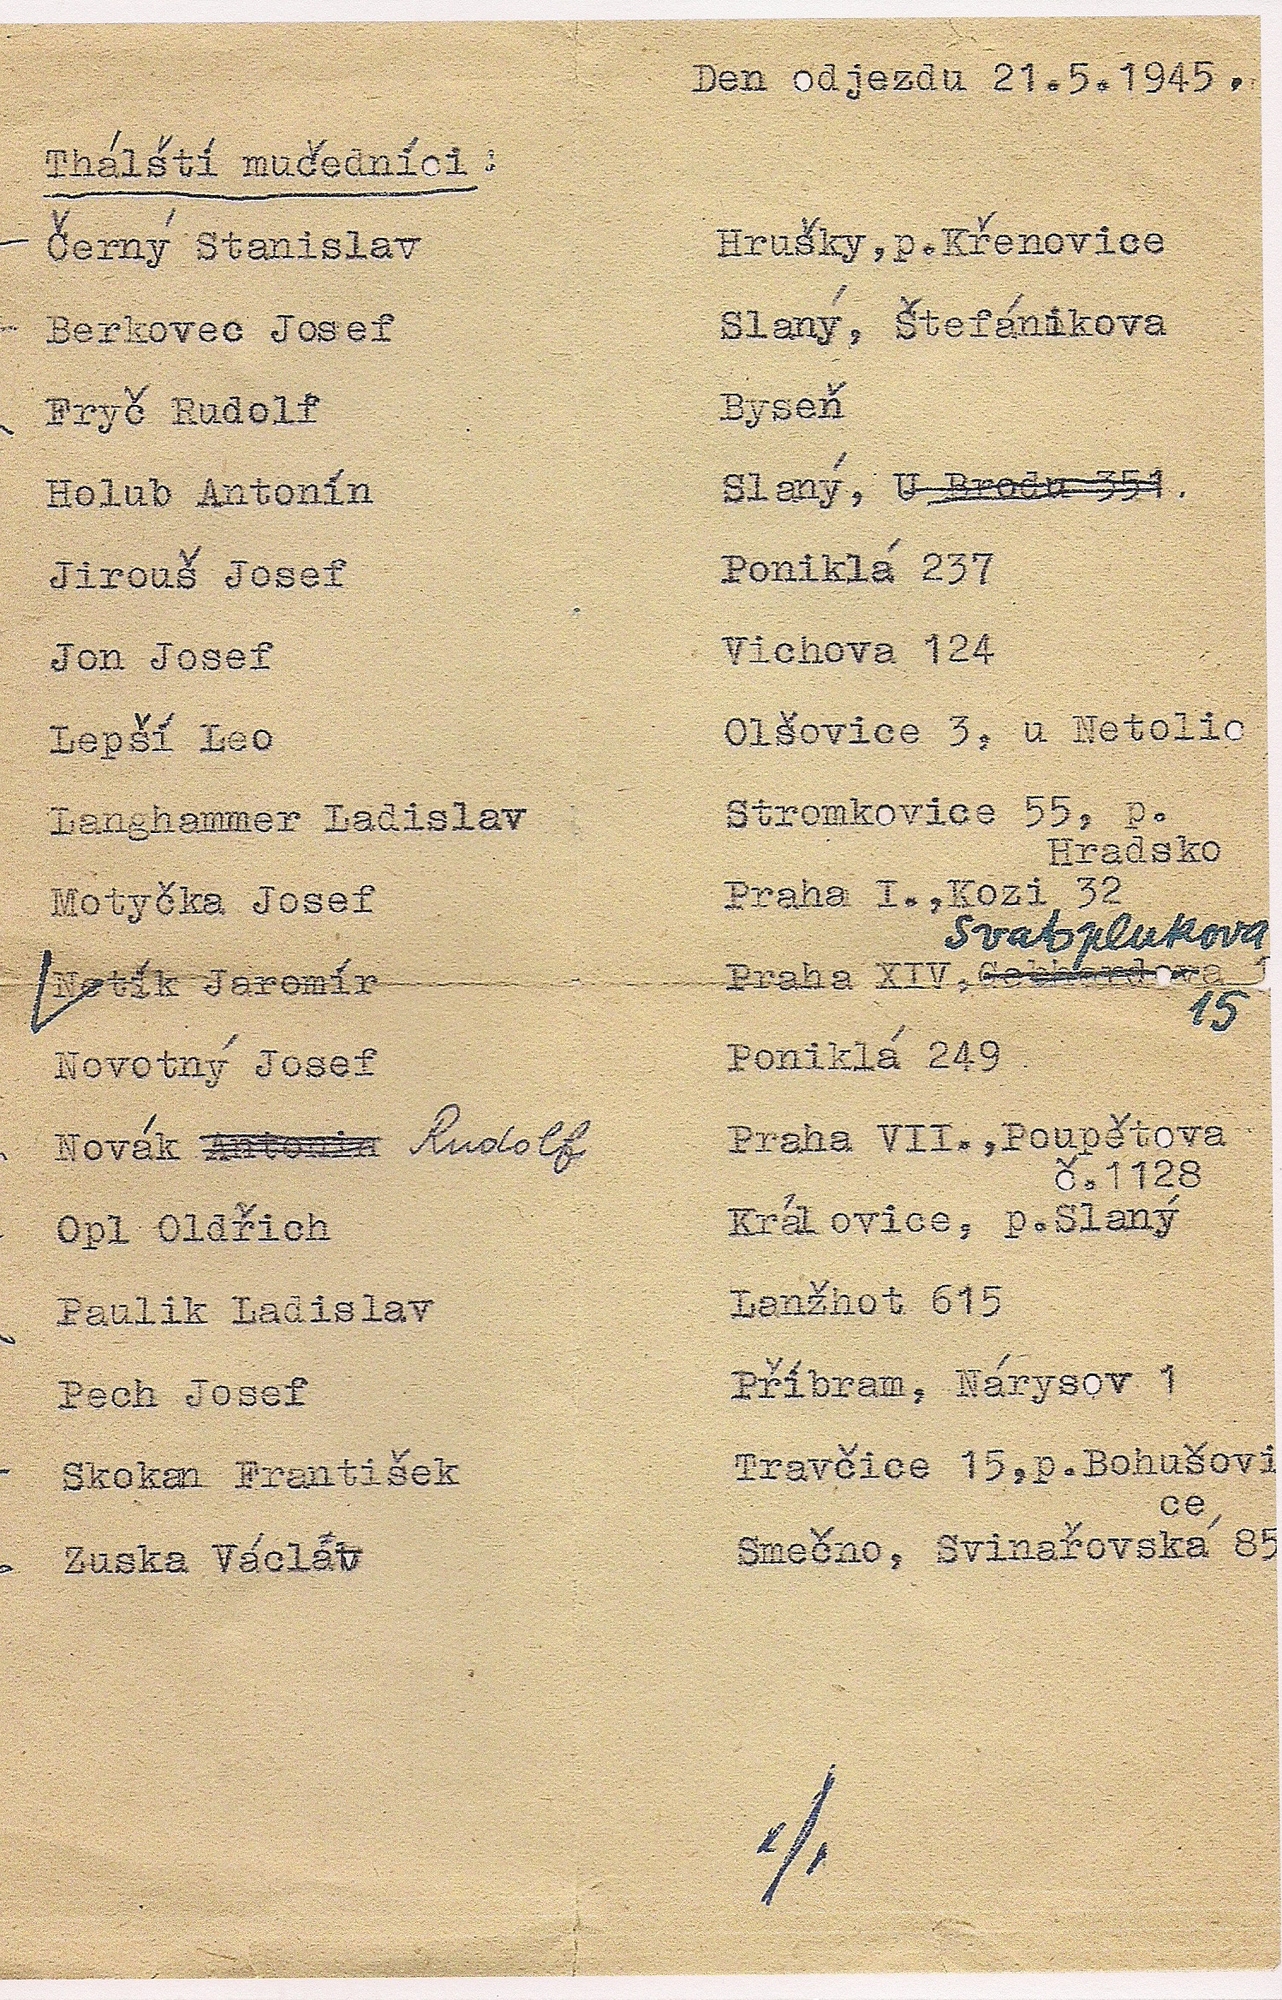 Den odjezdu 21.5.1945.
Thálští mučedníci:
Černý Stanislav Hrušky,p.Křenovice
Berkovec Josef Slaný, Štefánikova
Fryč Rudolf Byseň
Holub Antonín Slaný, U Brodu 351.
Jirouš Josef Poniklá 237
Jon Josef Vichova 124
Lepší Leo Olšovice 3, u Netolic
Langhammer Ladislav Stromkovice 55, p.
Hradsko
Motyčka Josef Praha I.,Kozi 32
Svatoplukova
Netík Jaromír Praha XIV,
15
Novotný Josef Poniklá 249
Novák Antonin Rudolf Praha VII.,Poupětova
č.1128
Opl Oldřich Královice, p.Slaný
Paulik Ladislav Lanžhot 615
Pech Josef Příbram, Nárysov 1
Skokan František Travčice 15,p.Bohušovi
ce
Zuska Václav Smečno, Svinařovská 85